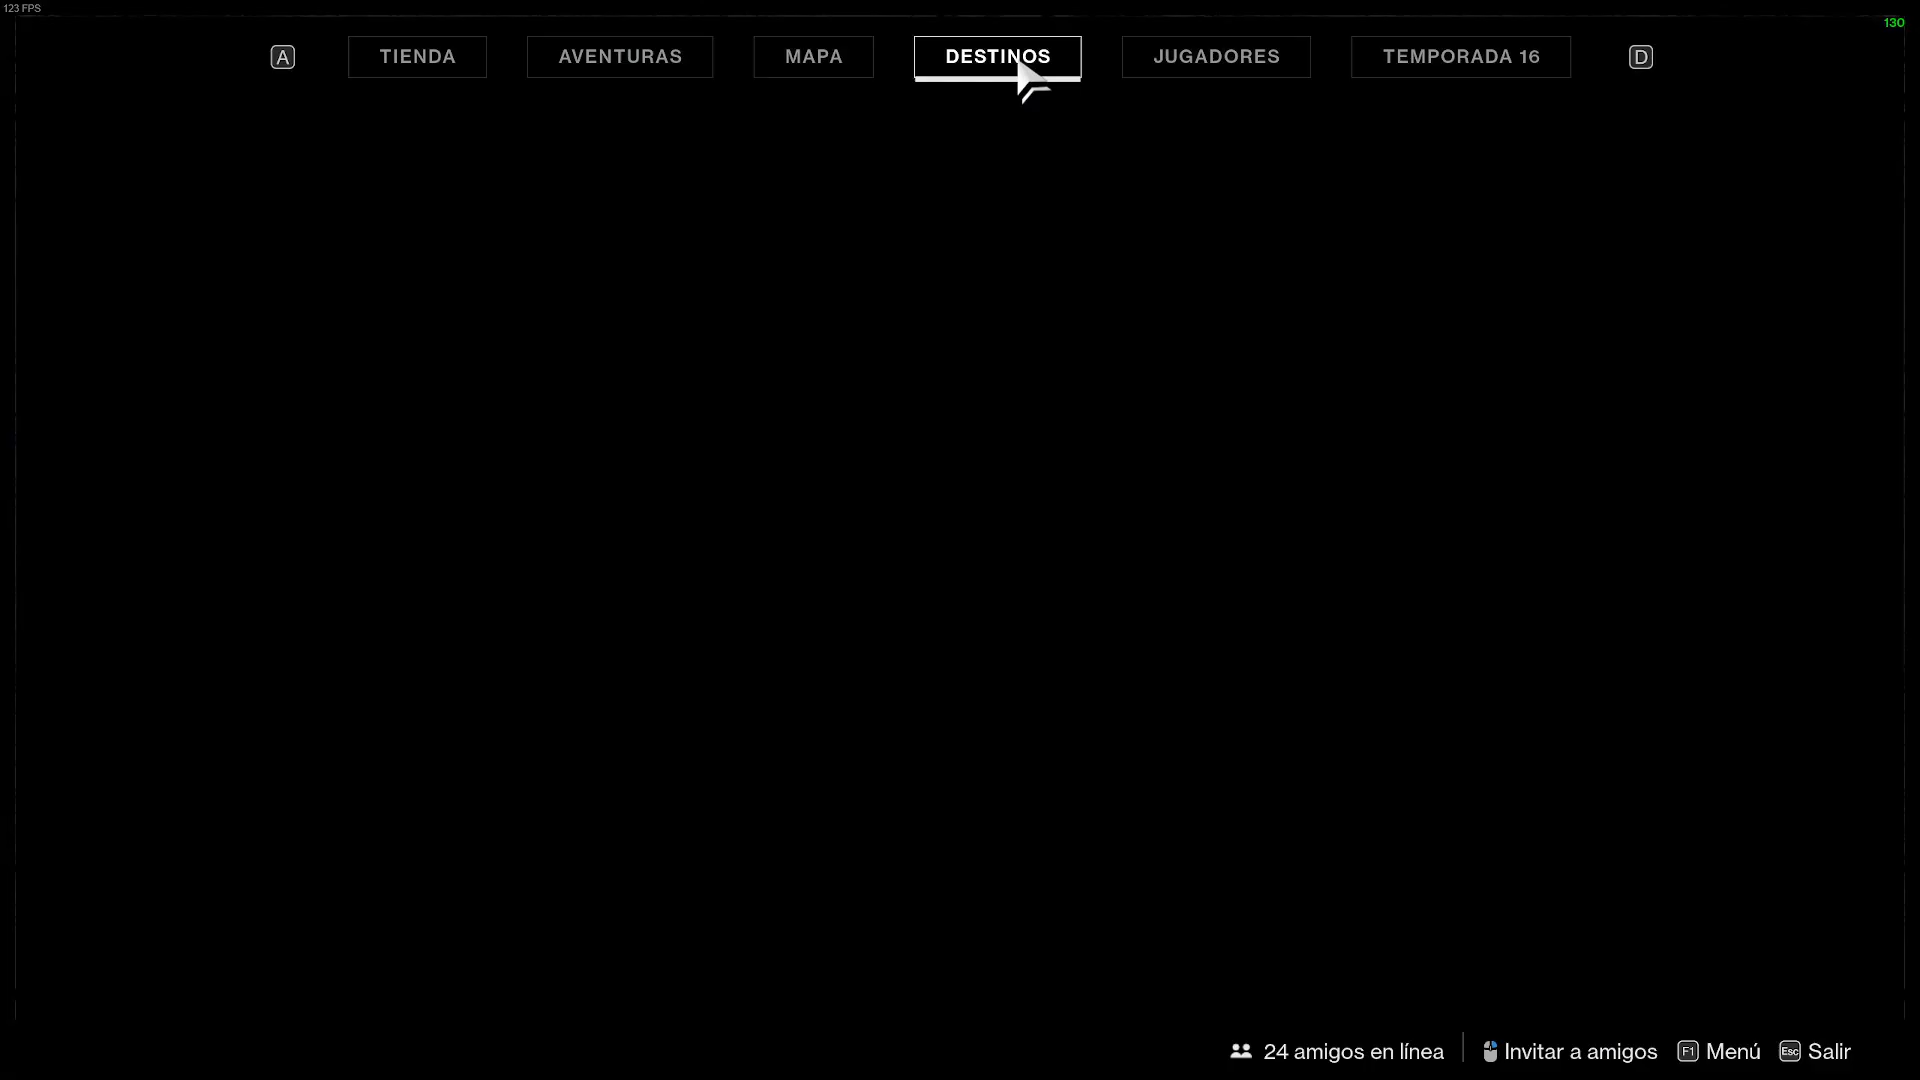 123 FPS
130
A TIENDA AVENTURAS MAPA DESTINOS JUGADORES TEMPORADA 16 D
24 amigos en línea Invitar a amigos F1 Menú Esc Salir